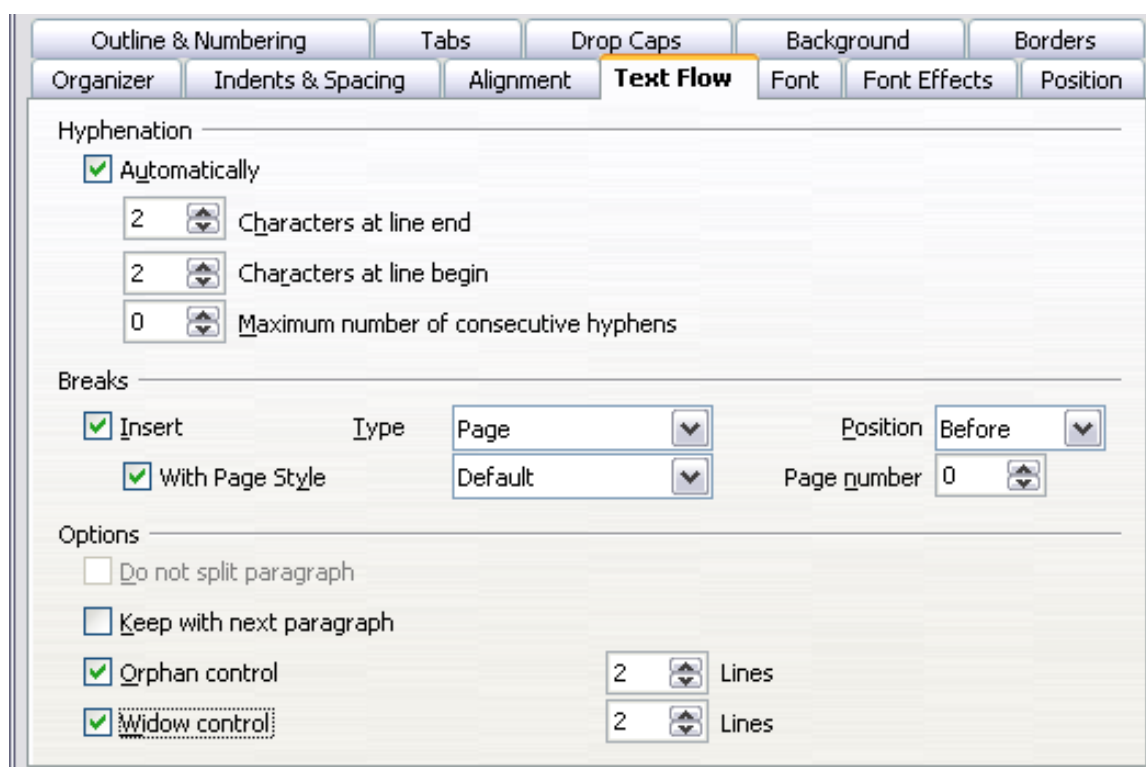 Outline & Numbering Tabs Drop Caps Background Borders
Organizer Indents & Spacing Alignment Text Flow Font Font Effects Position
Hyphenation
Automatically
2 Characters at line end
2 Characters at line begin
0 Maximum number of consecutive hyphens
Breaks
Insert Type Page Position Before
With Page Style Default Page number 0
Options
Do not split paragraph
Keep with next paragraph
Orphan control 2 Lines
Widow control 2 Lines